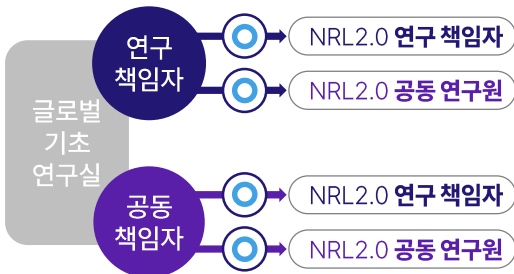 글로벌
기초
연구실
연구
책임자
NRL2.0 연구 책임자
NRL2.0 공동 연구원
공동
책임자
NRL2.0 연구 책임자
NRL2.0 공동 연구원